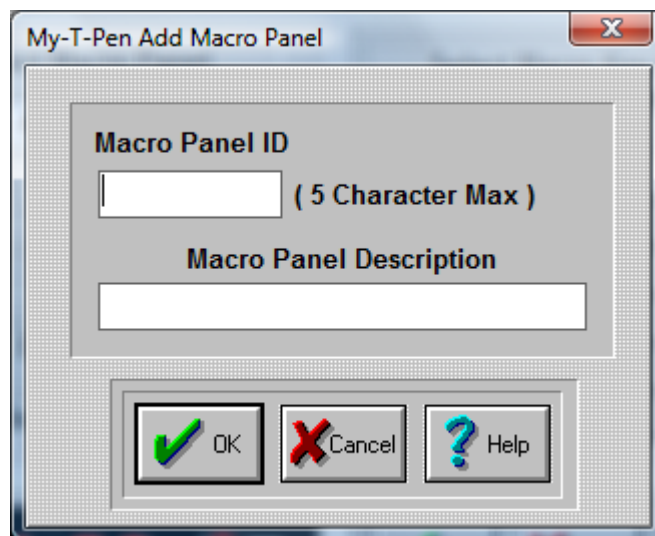 My-T-Pen Add Macro Panel
Macro Panel ID
( 5 Character Max )
Macro Panel Description
OK
Cancel
Help